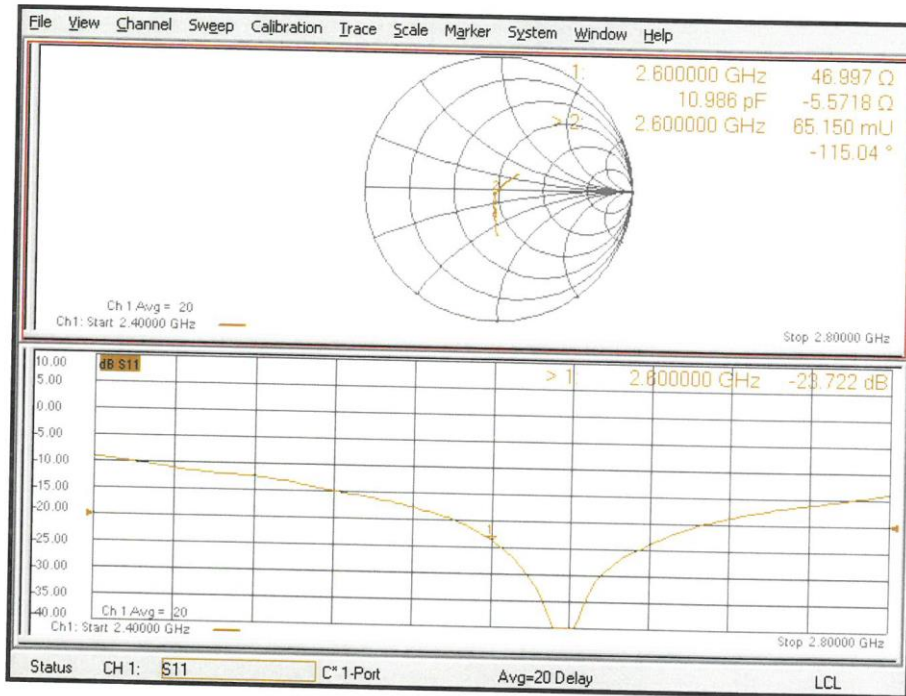 File View Channel Sweep Calibration Trace Scale Marker System Window Help
1: 2.600000 GHz 46.997 Ω
10.986 pF -5.5718 Ω
> 2: 2.600000 GHz 65.150 mU
-115.04 °
Ch 1 Avg = 20
Ch1: Start 2.40000 GHz
Stop 2.80000 GHz
dB S11
> 1: 2.600000 GHz -23.722 dB
10.00
5.00
0.00
-5.00
-10.00
-15.00
-20.00
-25.00
-30.00
-35.00
-40.00
1
Ch 1 Avg = 20
Ch1: Start 2.40000 GHz
Stop 2.80000 GHz
Status CH 1: S11 C* 1-Port Avg=20 Delay LCL